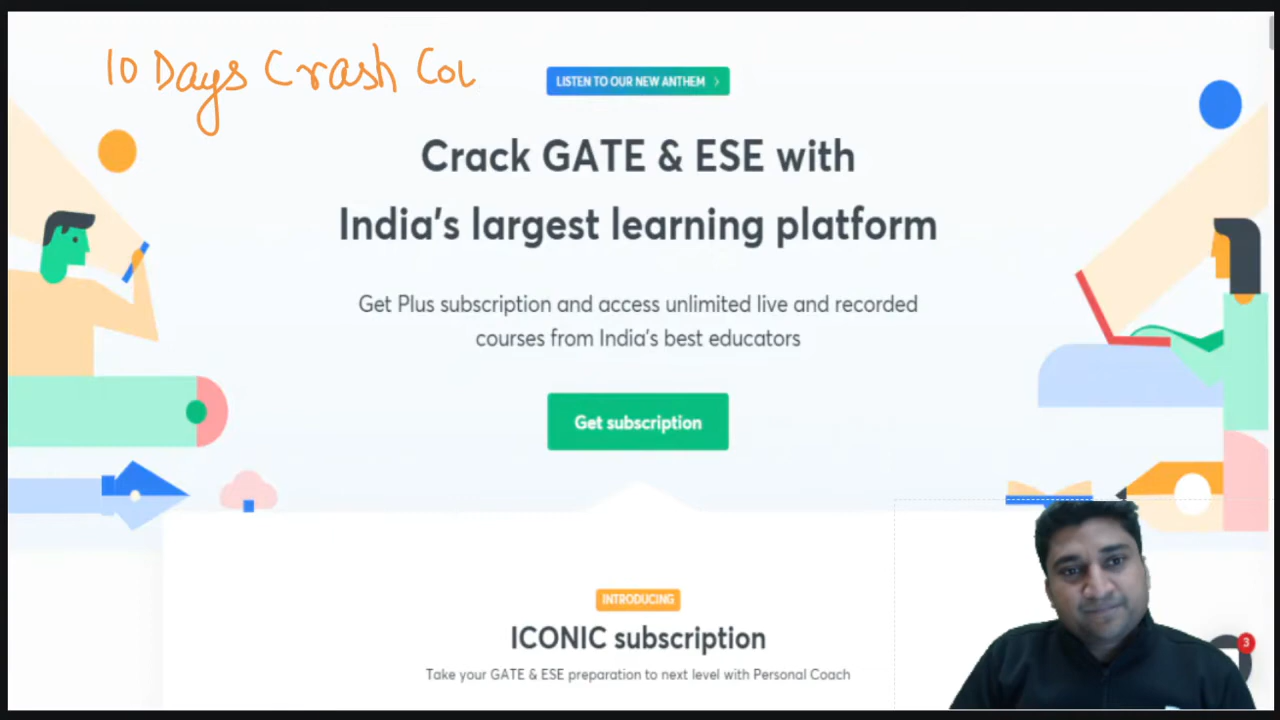 10 Days Crash Cou
LISTEN TO OUR NEW ANTHEM
Crack GATE & ESE with
India's largest learning platform
Get Plus subscription and access unlimited live and recorded
courses from India's best educators
Get subscription
INTRODUCING
ICONIC subscription
Take your GATE & ESE preparation to next level with Personal Coach
3